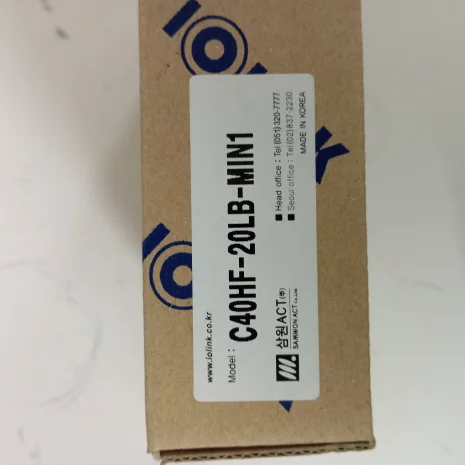 IOLINK
www.iolink.co.kr
Model :
C40HF-20LB-MIN1
삼원ACT(주)
SAMWON ACT Co.,Ltd.
■ Head office : Tel (051) 320-7777
■ Seoul office : Tel (02) 837-2230
MADE IN KOREA